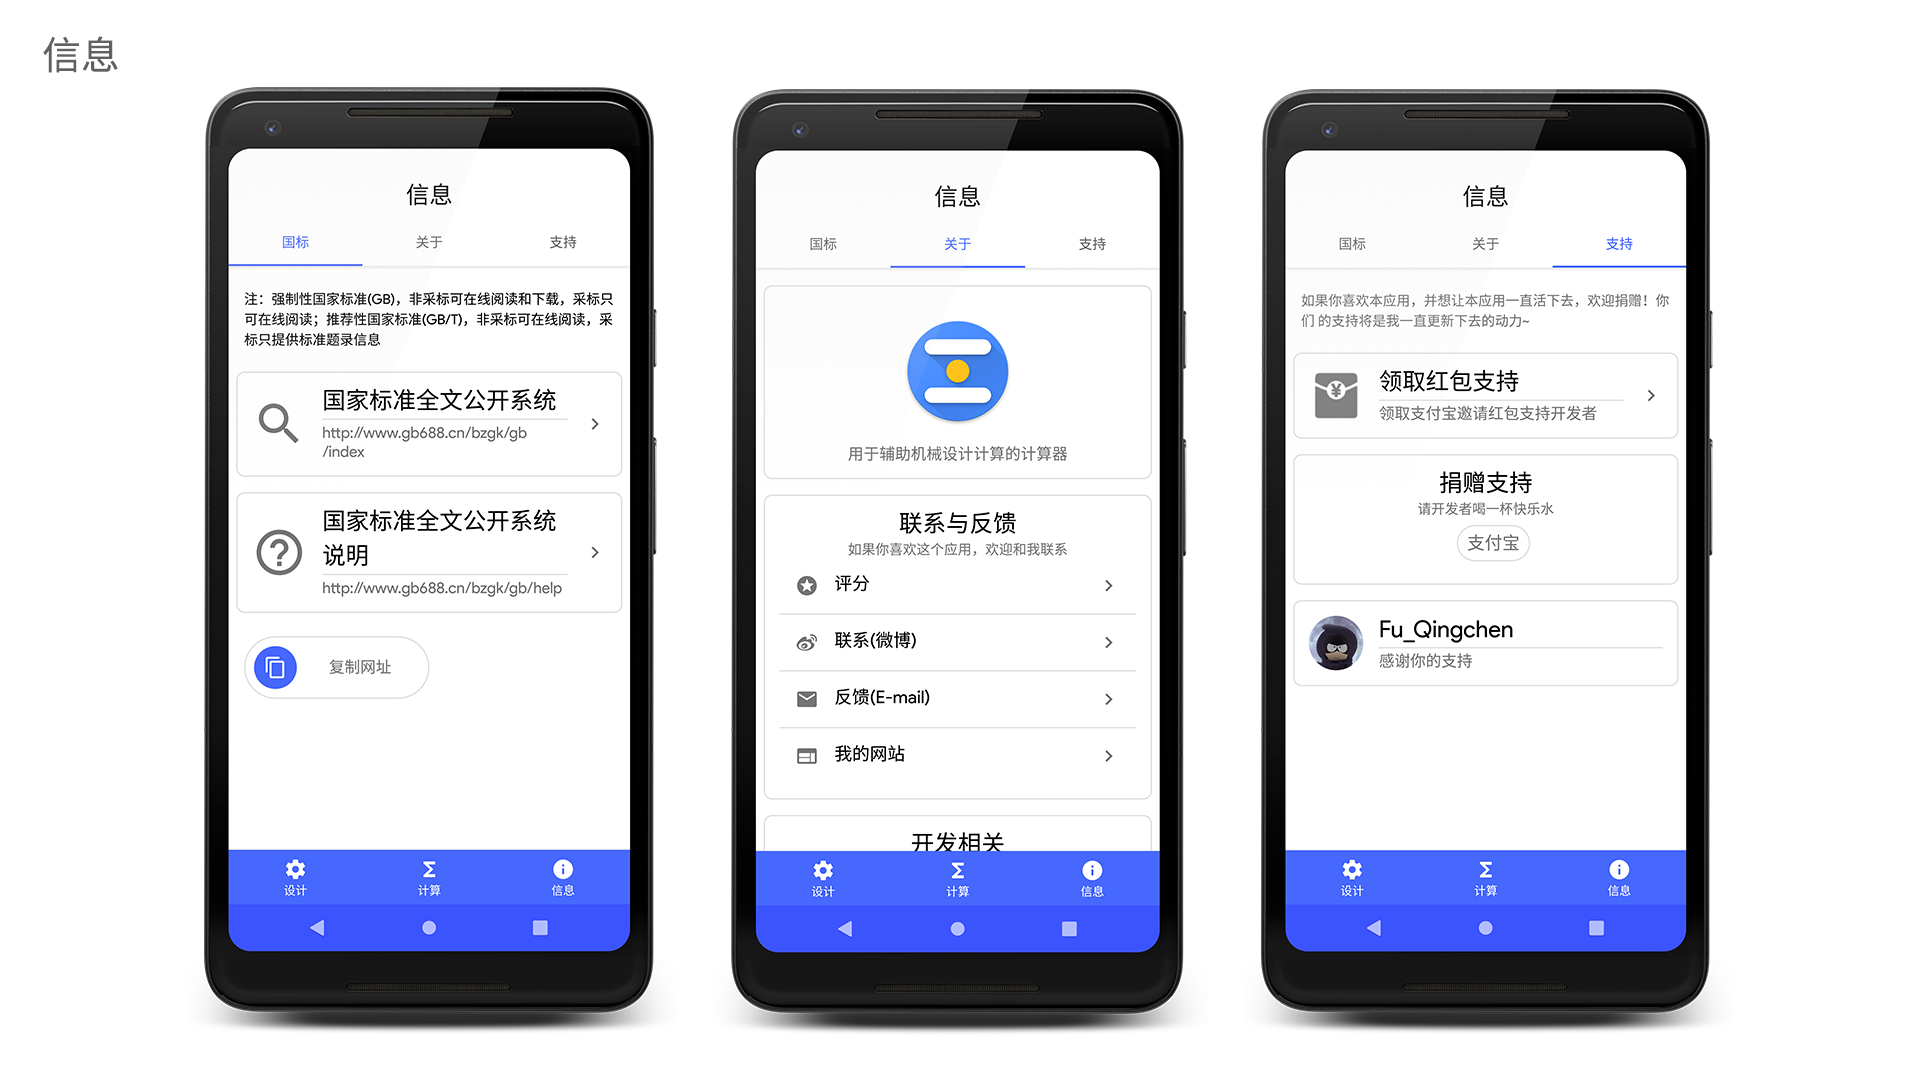 信息
信息
国标 关于 支持
注：强制性国家标准(GB)，非采标可在线阅读和下载，采标只
可在线阅读；推荐性国家标准(GB/T)，非采标可在线阅读，采
标只提供标准题录信息
国家标准全文公开系统
http://www.gb688.cn/bzgk/gb
/index
国家标准全文公开系统
说明
http://www.gb688.cn/bzgk/gb/help
复制网址
设计 计算 信息
信息
国标 关于 支持
用于辅助机械设计计算的计算器
联系与反馈
如果你喜欢这个应用，欢迎和我联系
评分
联系(微博)
反馈(E-mail)
我的网站
开发相关
设计 计算 信息
信息
国标 关于 支持
如果你喜欢本应用，并想让本应用一直活下去，欢迎捐赠！你
们 的支持将是我一直更新下去的动力~
领取红包支持
领取支付宝邀请红包支持开发者
捐赠支持
请开发者喝一杯快乐水
支付宝
Fu_Qingchen
感谢你的支持
设计 计算 信息